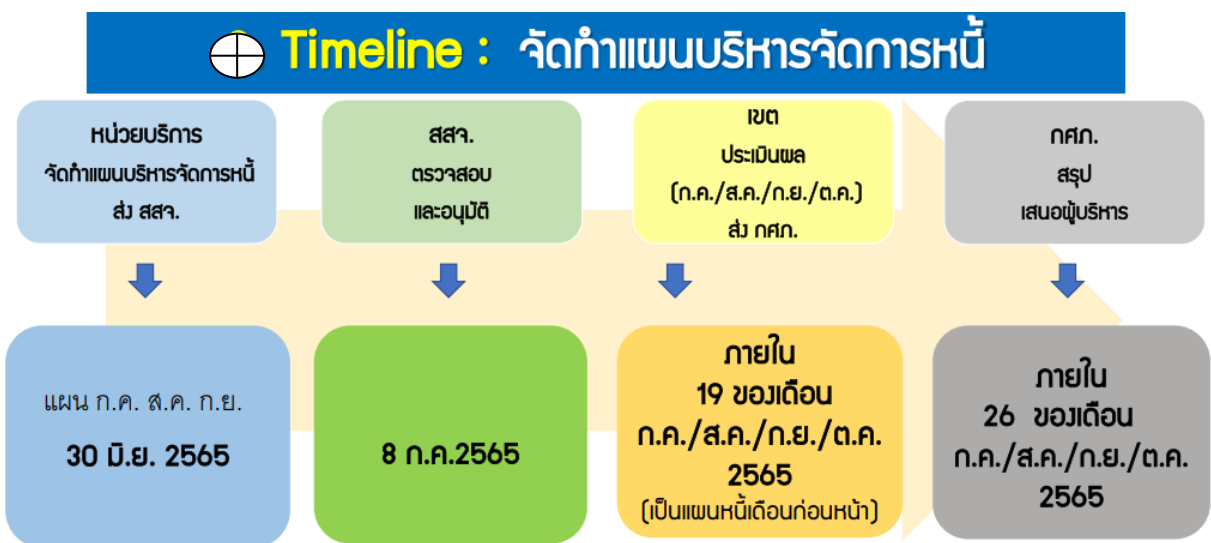 Timeline : จัดทำแผนบริหารจัดการหนี้
หน่วยบริการ
จัดทำแผนบริหารจัดการหนี้
ส่ง สสจ.
สสจ.
ตรวจสอบ
และอนุมัติ
เขต
ประเมินผล
(ก.ค./ส.ค./ก.ย./ต.ค.)
ส่ง กศภ.
กศภ.
สรุป
เสนอผู้บริหาร
แผน ก.ค. ส.ค. ก.ย.
30 มิ.ย. 2565
8 ก.ค.2565
ภายใน
19 ของเดือน
ก.ค./ส.ค./ก.ย./ต.ค.
2565
(เป็นแผนหนี้เดือนก่อนหน้า)
ภายใน
26 ของเดือน
ก.ค./ส.ค./ก.ย./ต.ค.
2565